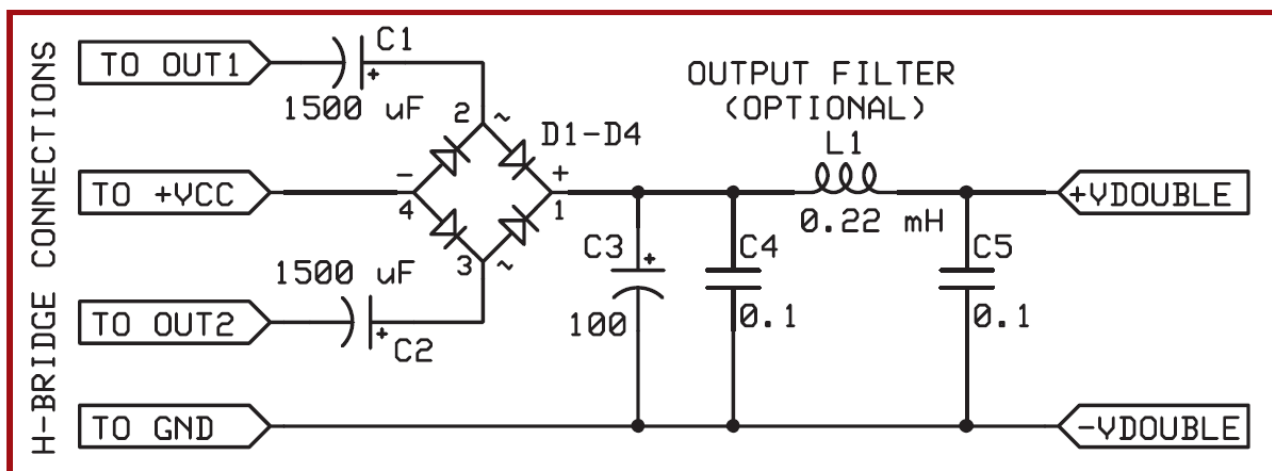 H-BRIDGE CONNECTIONS
TO OUT1
C1
+
1500 uF
2
~
D1-D4
OUTPUT FILTER
(OPTIONAL)
L1
TO +VCC
-
4
+
1
0.22 mH
+VDOUBLE
1500 uF
3
~
C3
+
100
C4
0.1
C5
0.1
TO OUT2
+
C2
TO GND
-VDOUBLE